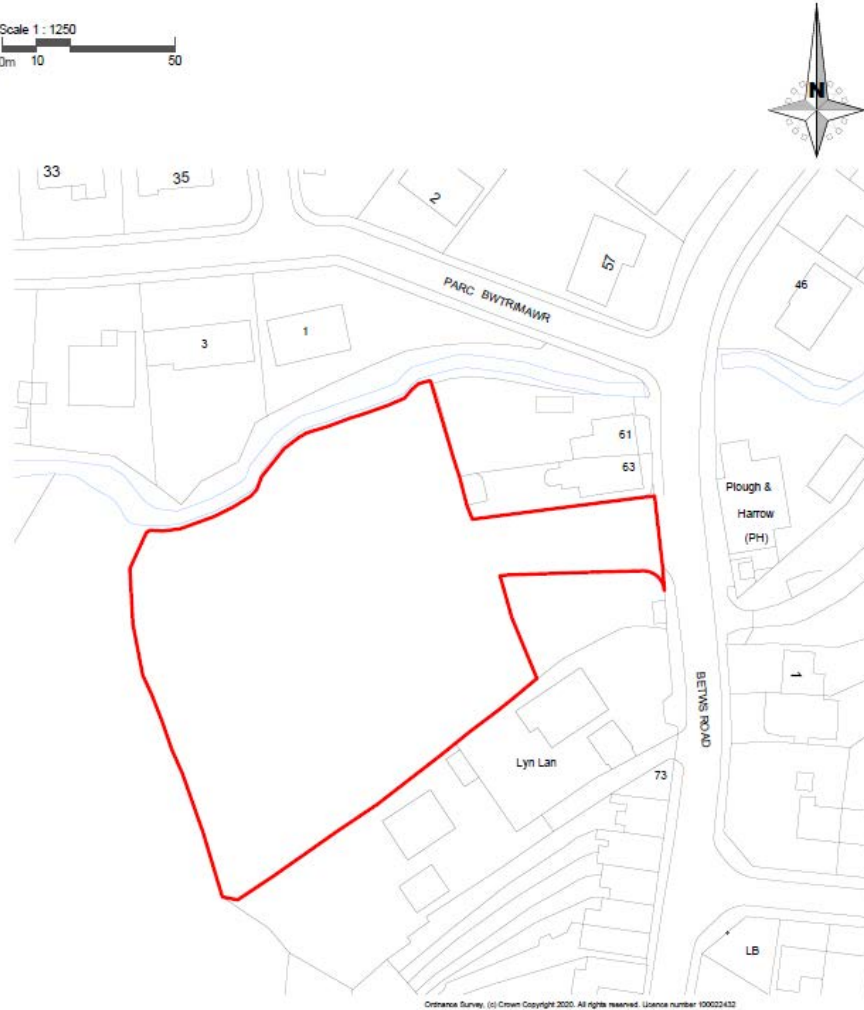 Scale 1 : 1250
0m 10 50
N
33
35
2
57
46
PARC BWTRIMAWR
3
1
61
63
Plough &
Harrow
(PH)
1
BETWS ROAD
Lyn Lan
73
LB
Ordnance Survey, (c) Crown Copyright 2020. All rights reserved. Licence number 100022432